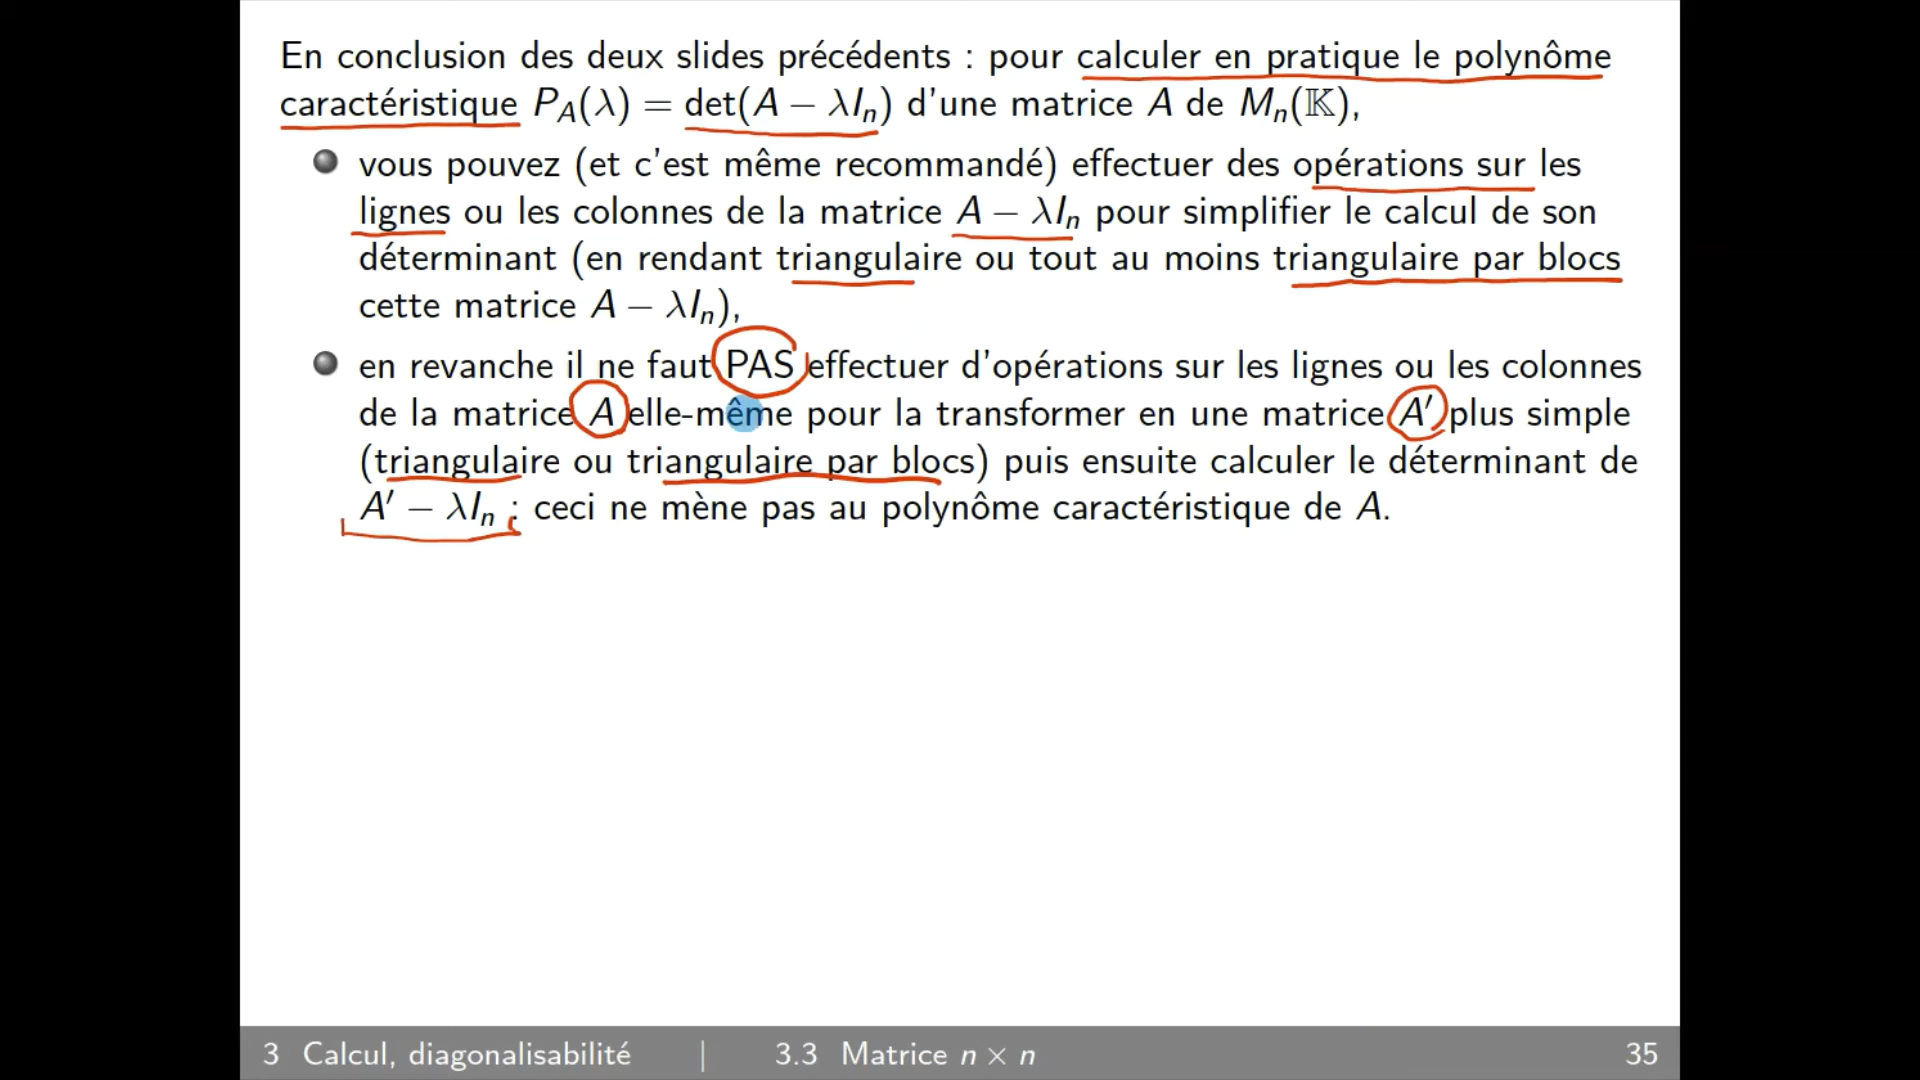 En conclusion des deux slides précédents : pour calculer en pratique le polynôme
caractéristique P_A(λ) = det(A − λI_n) d'une matrice A de M_n(𝕂),
vous pouvez (et c'est même recommandé) effectuer des opérations sur les
lignes ou les colonnes de la matrice A − λI_n pour simplifier le calcul de son
déterminant (en rendant triangulaire ou tout au moins triangulaire par blocs
cette matrice A − λI_n),
en revanche il ne faut PAS effectuer d'opérations sur les lignes ou les colonnes
de la matrice A elle-même pour la transformer en une matrice A′ plus simple
(triangulaire ou triangulaire par blocs) puis ensuite calculer le déterminant de
A′ − λI_n ; ceci ne mène pas au polynôme caractéristique de A.
3 Calcul, diagonalisabilité | 3.3 Matrice n × n 35